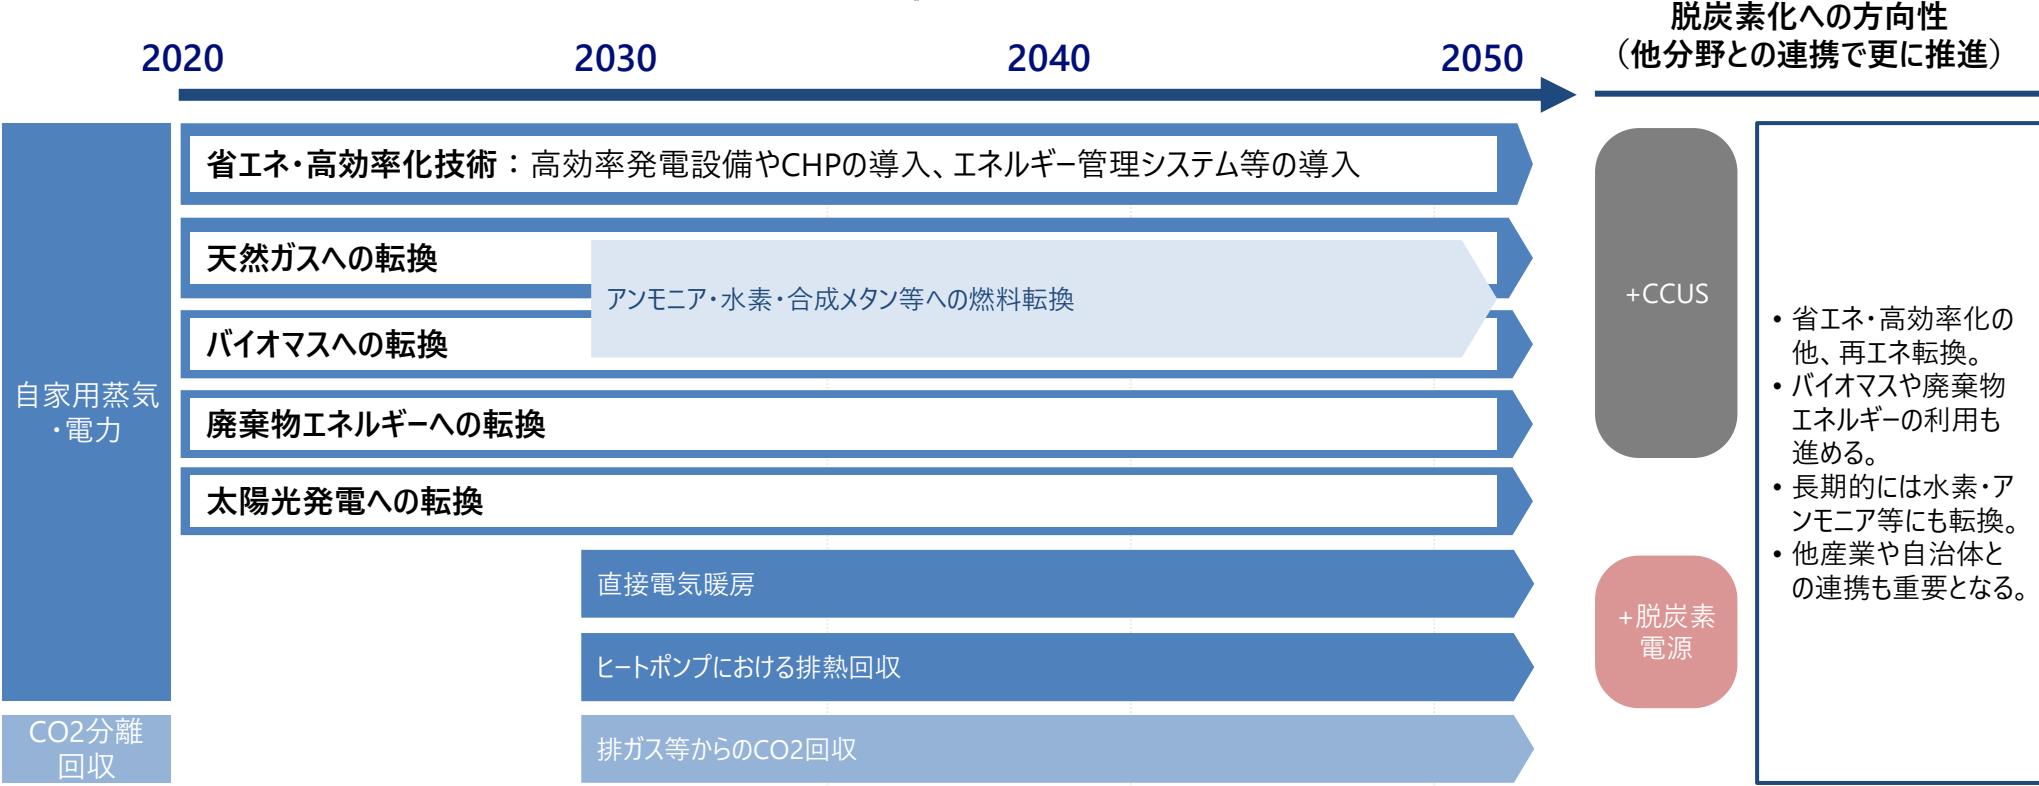 脱炭素化への方向性
（他分野との連携で更に推進）
2020
2030
2040
2050
自家用蒸気
・電力
省エネ・高効率化技術：高効率発電設備やCHPの導入、エネルギー管理システム等の導入
天然ガスへの転換
アンモニア・水素・合成メタン等への燃料転換
バイオマスへの転換
廃棄物エネルギーへの転換
太陽光発電への転換
直接電気暖房
ヒートポンプにおける排熱回収
CO2分離
回収
排ガス等からのCO2回収
+CCUS
+脱炭素
電源
• 省エネ・高効率化の
他、再エネ転換。
• バイオマスや廃棄物
エネルギーの利用も
進める。
• 長期的には水素・ア
ンモニア等にも転換。
• 他産業や自治体と
の連携も重要となる。